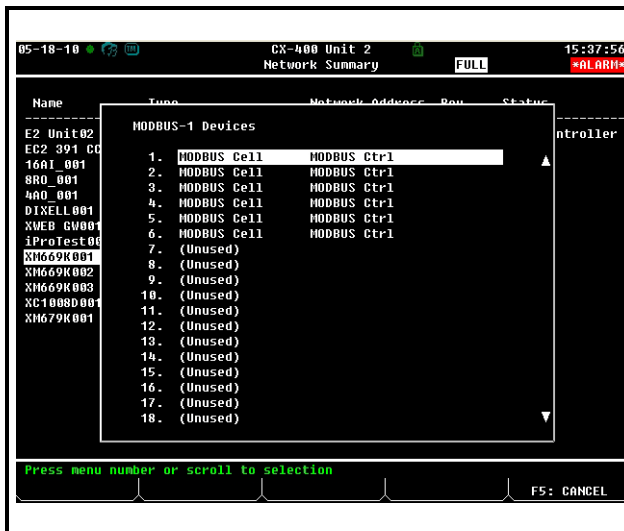 05-18-10 CX-400 Unit 2 15:37:56
Network Summary FULL *ALARM*
Name Type Network Address Rev Status
MODBUS-1 Devices
E2 Unit02 ntroller
EC2 391 CC
1. MODBUS Cell MODBUS Ctrl
16AI_001
2. MODBUS Cell MODBUS Ctrl
8RO_001
3. MODBUS Cell MODBUS Ctrl
4AO_001
4. MODBUS Cell MODBUS Ctrl
DIXELL001
5. MODBUS Cell MODBUS Ctrl
XWEB GW001
6. MODBUS Cell MODBUS Ctrl
iProTest00
7. (Unused)
XM669K001
8. (Unused)
XM669K002
9. (Unused)
XM669K003
10. (Unused)
XC1008D001
11. (Unused)
XM679K001
12. (Unused)
13. (Unused)
14. (Unused)
15. (Unused)
16. (Unused)
17. (Unused)
18. (Unused)
Press menu number or scroll to selection
F5: CANCEL